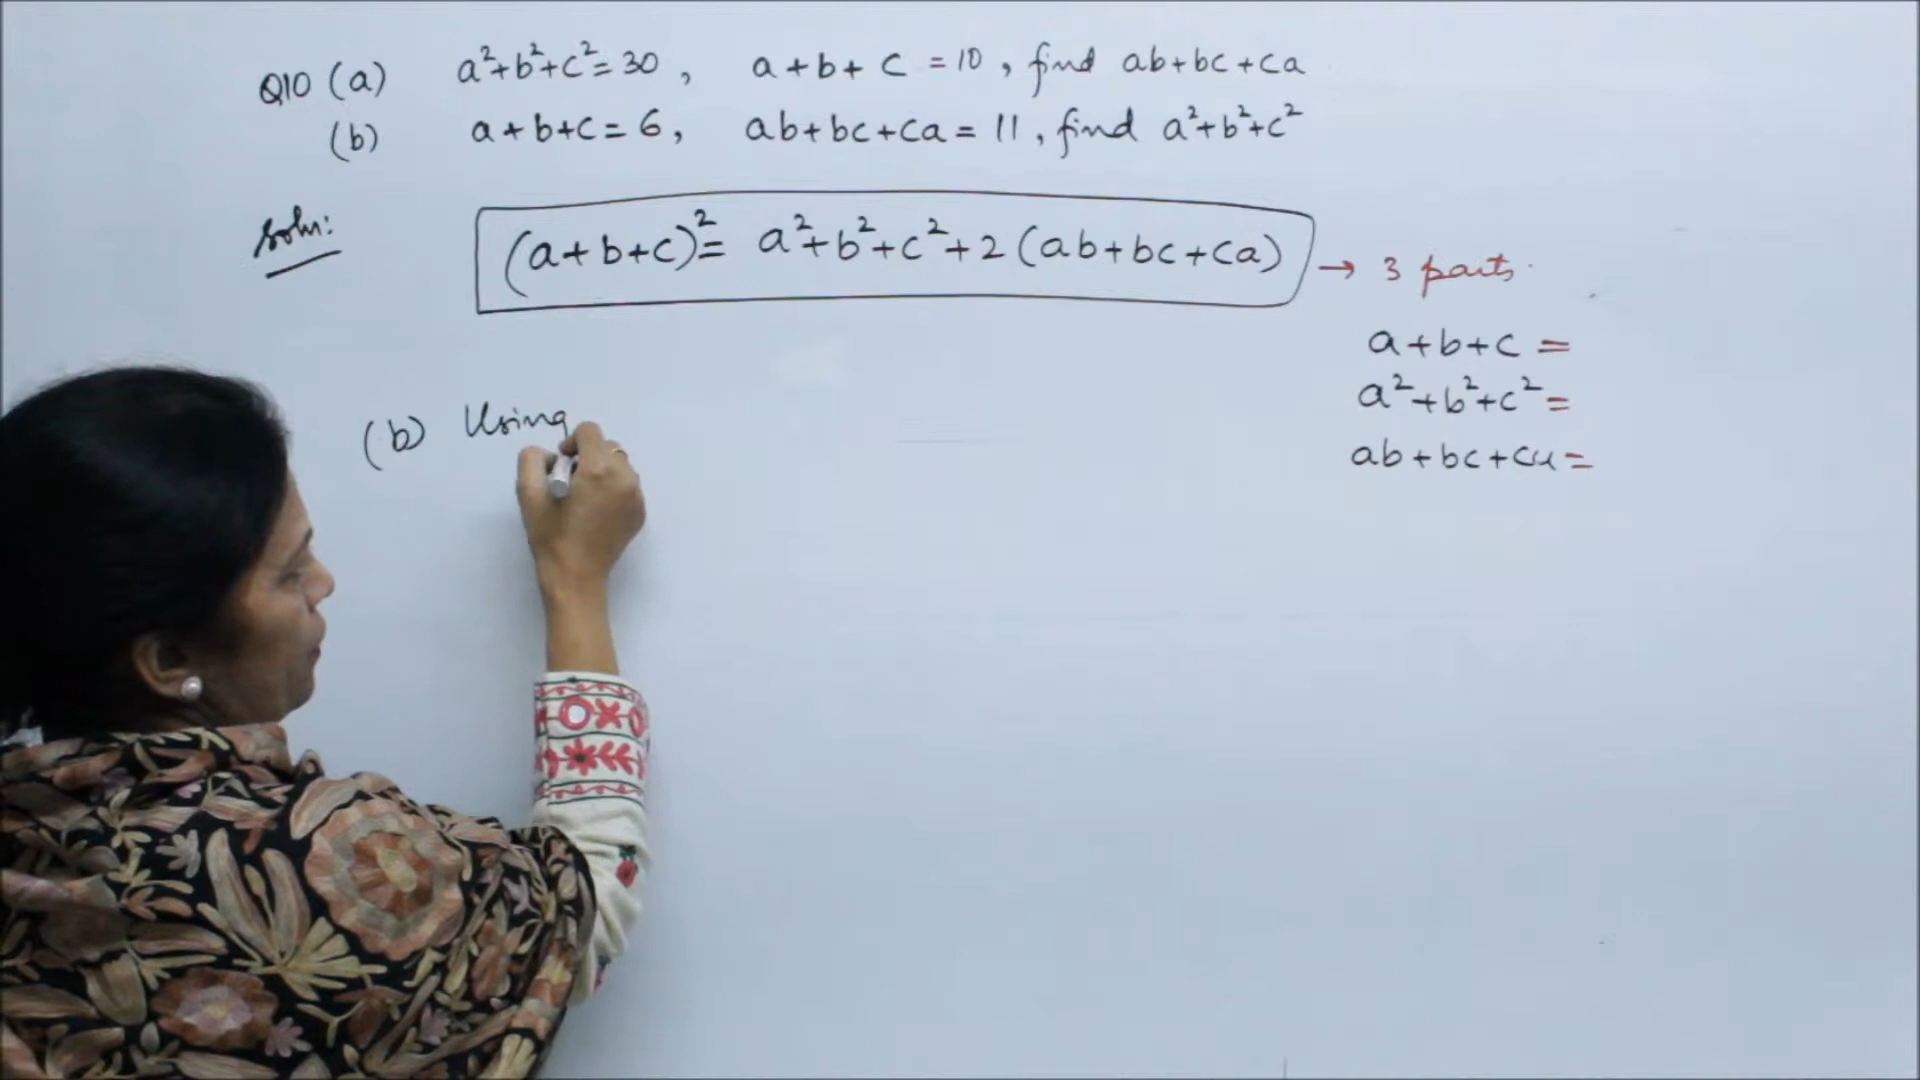 Q10 (a) a²+b²+c²=30, a+b+c=10, find ab+bc+ca
(b) a+b+c=6, ab+bc+ca=11, find a²+b²+c²
Soln:
(a+b+c)²= a²+b²+c²+2(ab+bc+ca) → 3 parts.
a+b+c=
a²+b²+c²=
ab+bc+ca=
(b) Using